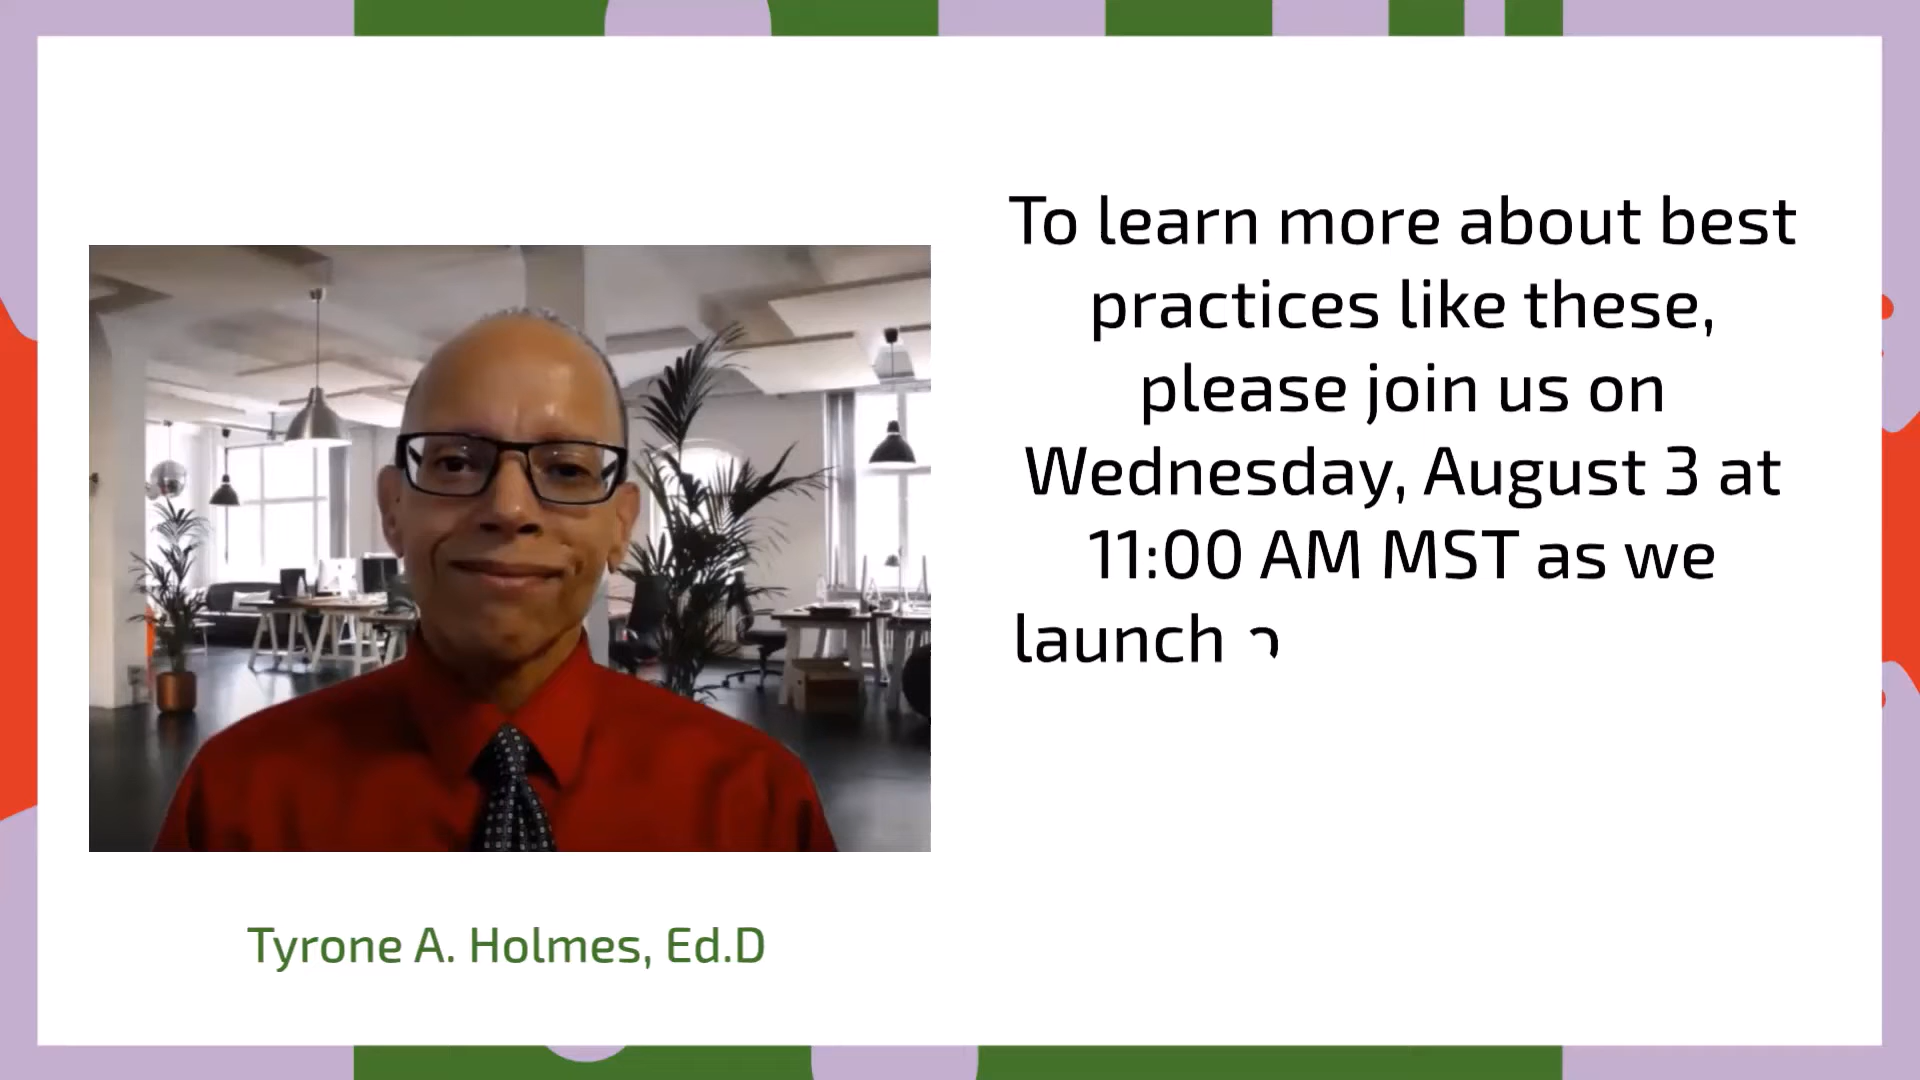 To learn more about best
practices like these,
please join us on
Wednesday, August 3 at
11:00 AM MST as we
launch
Tyrone A. Holmes, Ed.D